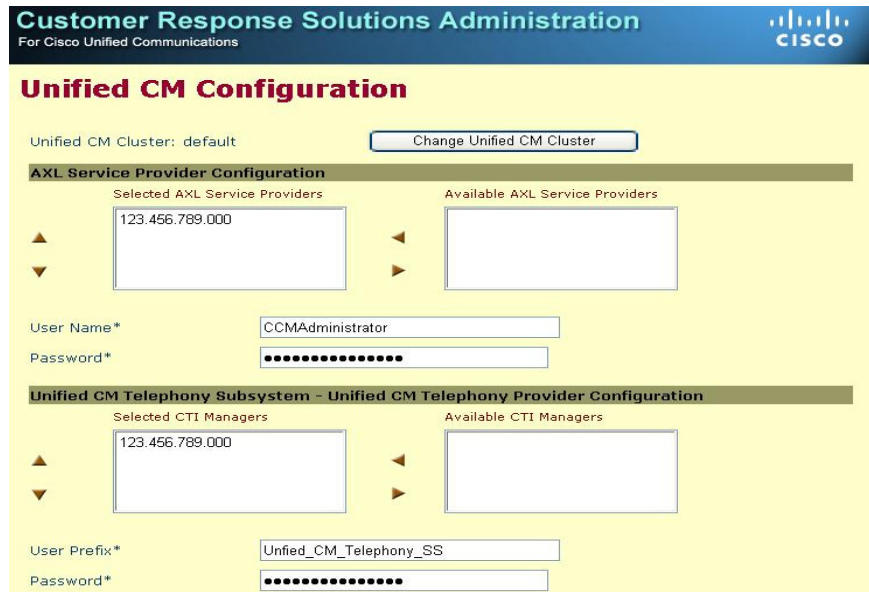 Customer Response Solutions Administration
For Cisco Unified Communications
CISCO
Unified CM Configuration
Unified CM Cluster: default
Change Unified CM Cluster
AXL Service Provider Configuration
Selected AXL Service Providers
Available AXL Service Providers
123.456.789.000
User Name*
CCMAdministrator
Password*
•••••••••••••••
Unified CM Telephony Subsystem - Unified CM Telephony Provider Configuration
Selected CTI Managers
Available CTI Managers
123.456.789.000
User Prefix*
Unfied_CM_Telephony_SS
Password*
•••••••••••••••